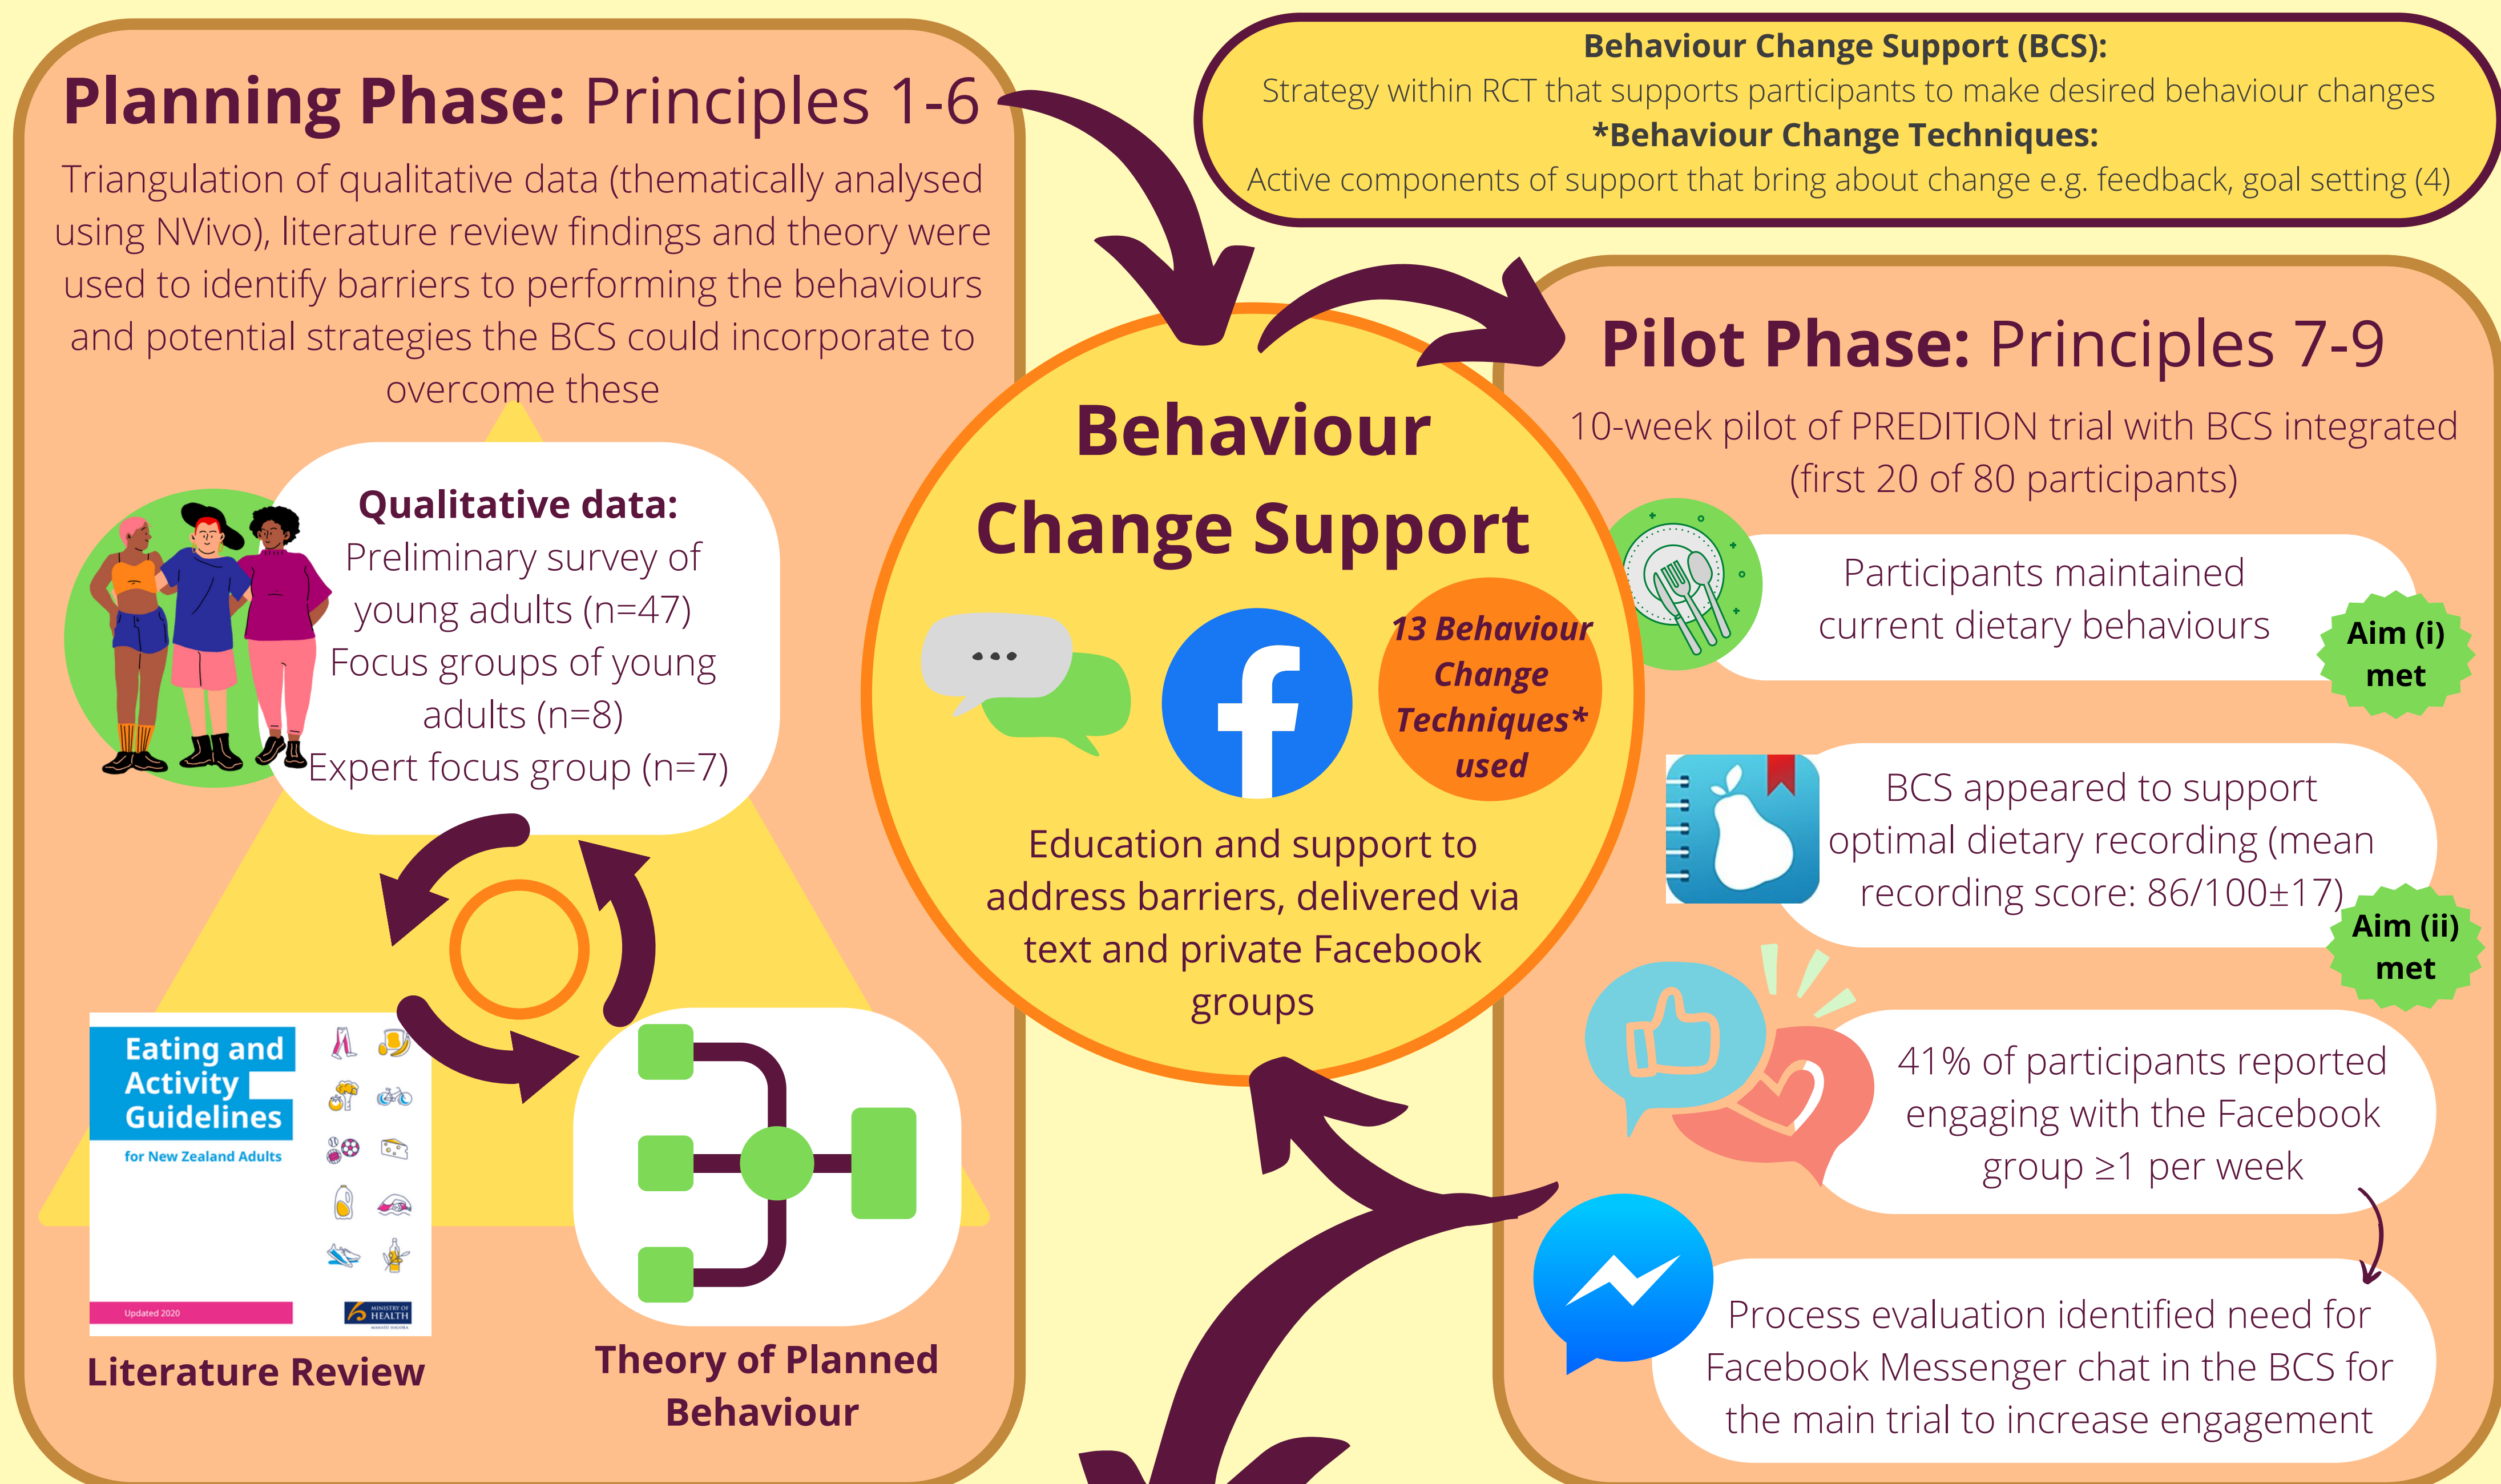 Planning Phase: Principles 1-6
Triangulation of qualitative data (thematically analysed
using NVivo), literature review findings and theory were
used to identify barriers to performing the behaviours
and potential strategies the BCS could incorporate to
overcome these
Qualitative data:
Preliminary survey of
young adults (n=47)
Focus groups of young
adults (n=8)
Expert focus group (n=7)
Eating and
Activity
Guidelines
for New Zealand Adults
Updated 2020
MINISTRY OF
HEALTH
MANATŪ HAUORA
Literature Review
Theory of Planned
Behaviour
Behaviour Change Support (BCS):
Strategy within RCT that supports participants to make desired behaviour changes
*Behaviour Change Techniques:
Active components of support that bring about change e.g. feedback, goal setting (4)
Behaviour
Change Support
13 Behaviour
Change
Techniques*
used
Education and support to
address barriers, delivered via
text and private Facebook
groups
Pilot Phase: Principles 7-9
10-week pilot of PREDITION trial with BCS integrated
(first 20 of 80 participants)
Participants maintained
current dietary behaviours
Aim (i)
met
BCS appeared to support
optimal dietary recording (mean
recording score: 86/100±17)
Aim (ii)
met
41% of participants reported
engaging with the Facebook
group ≥1 per week
Process evaluation identified need for
Facebook Messenger chat in the BCS for
the main trial to increase engagement